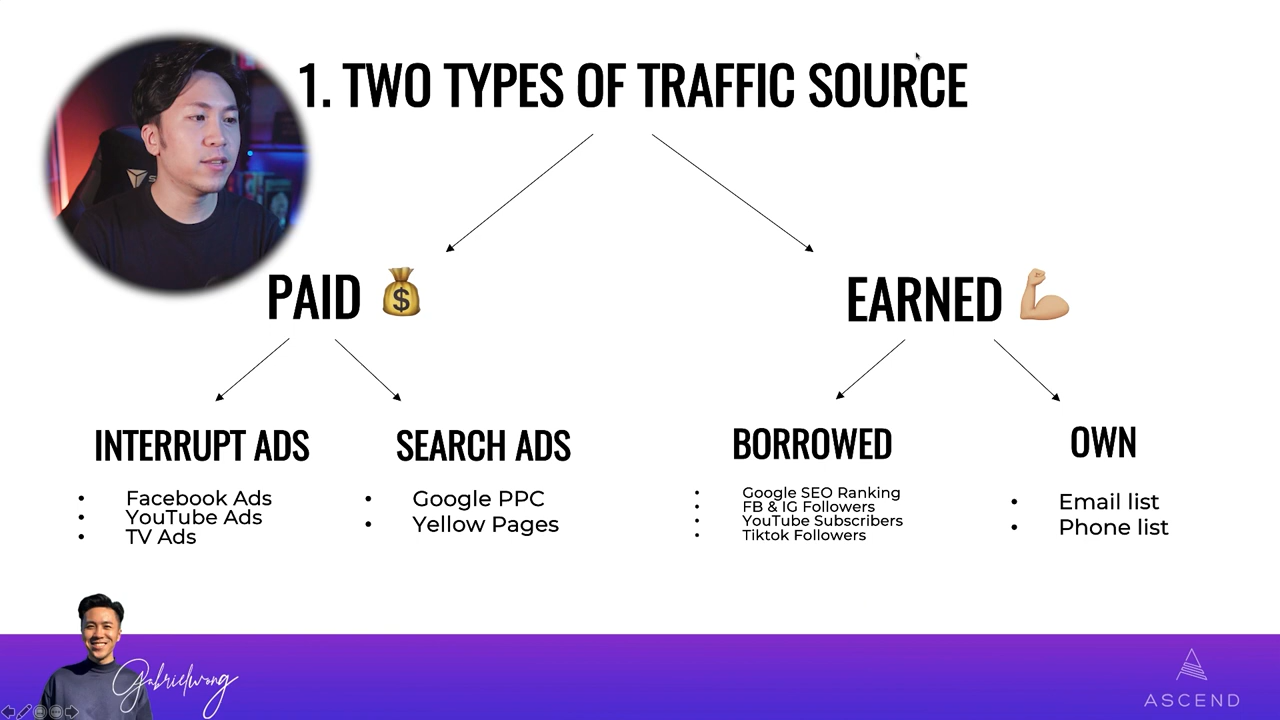 1. TWO TYPES OF TRAFFIC SOURCE
PAID
EARNED
INTERRUPT ADS
• Facebook Ads
• YouTube Ads
• TV Ads
SEARCH ADS
• Google PPC
• Yellow Pages
BORROWED
• Google SEO Ranking
• FB & IG Followers
• YouTube Subscribers
• Tiktok Followers
OWN
• Email list
• Phone list
Gabrielwong
ASCEND